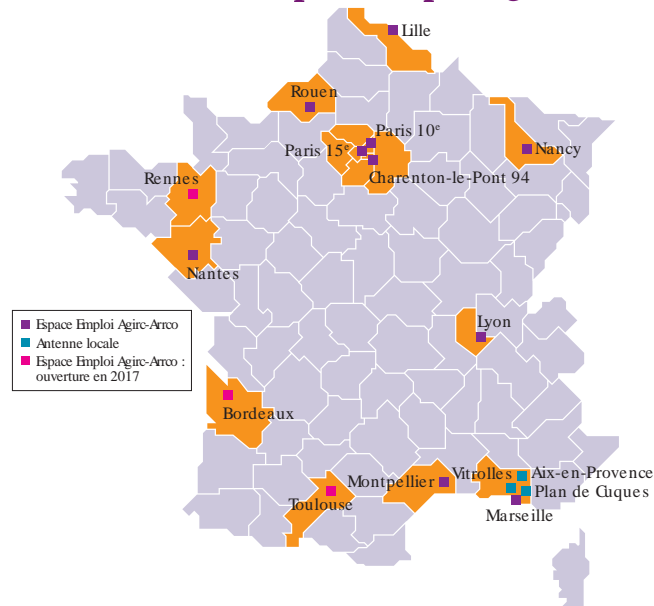 Lille
Rouen
Paris 10e
Paris 15e
Nancy
Charenton-le-Pont 94
Rennes
Nantes
Espace Emploi Agirc-Arrco
Antenne locale
Espace Emploi Agirc-Arrco :
ouverture en 2017
Lyon
Bordeaux
Vitrolles
Aix-en-Provence
Montpellier
Plan de Cuques
Toulouse
Marseille